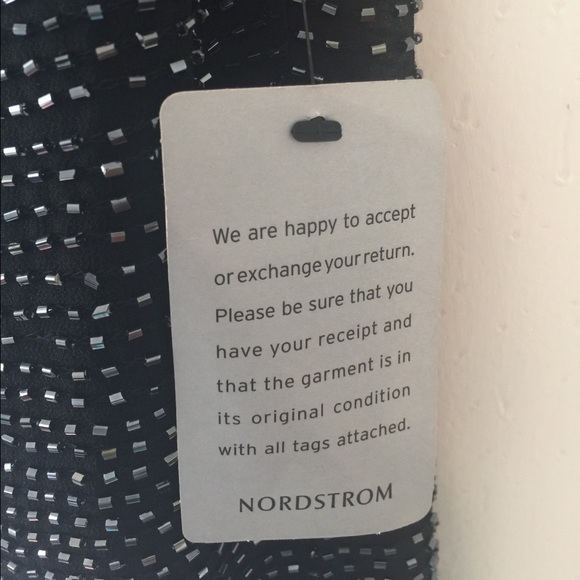 We are happy to accept
or exchange your return.
Please be sure that you
have your receipt and
that the garment is in
its original condition
with all tags attached.
NORDSTROM